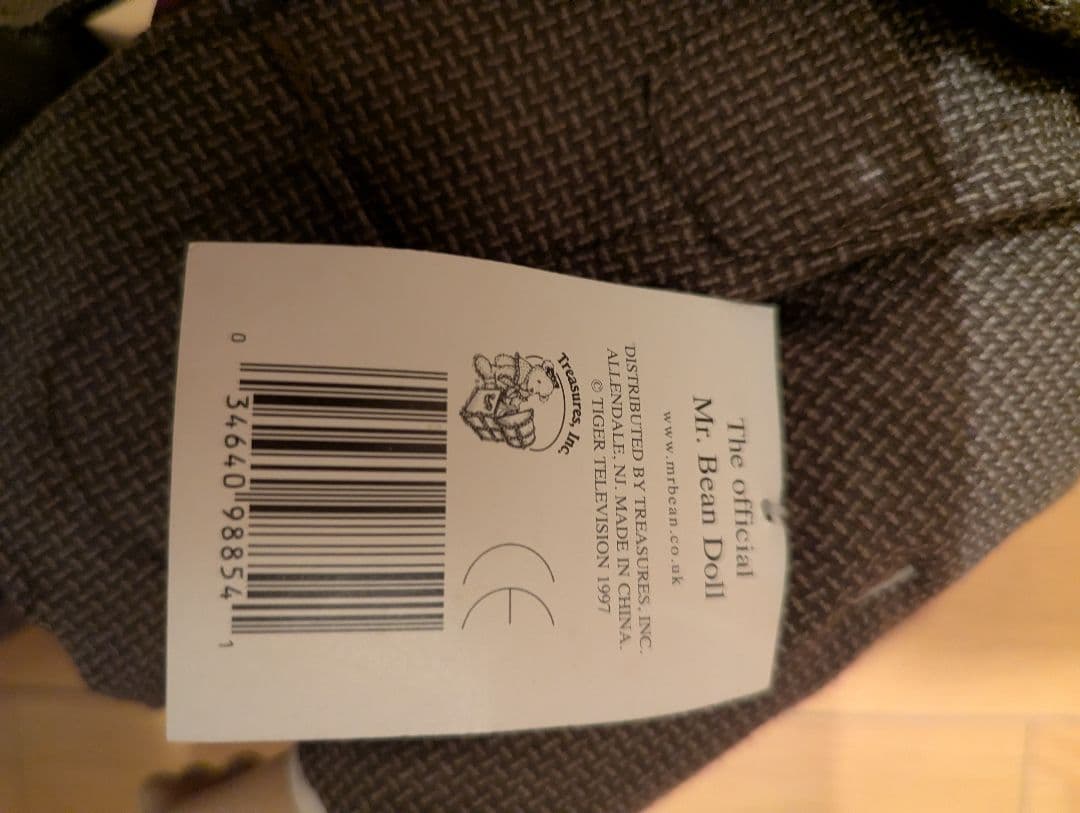 The official
Mr. Bean Doll
www.mrbean.co.uk
DISTRIBUTED BY TREASURES, INC.
ALLENDALE, NJ. MADE IN CHINA.
© TIGER TELEVISION 1997
Treasures, Inc.
CE
0 34640 98854 1